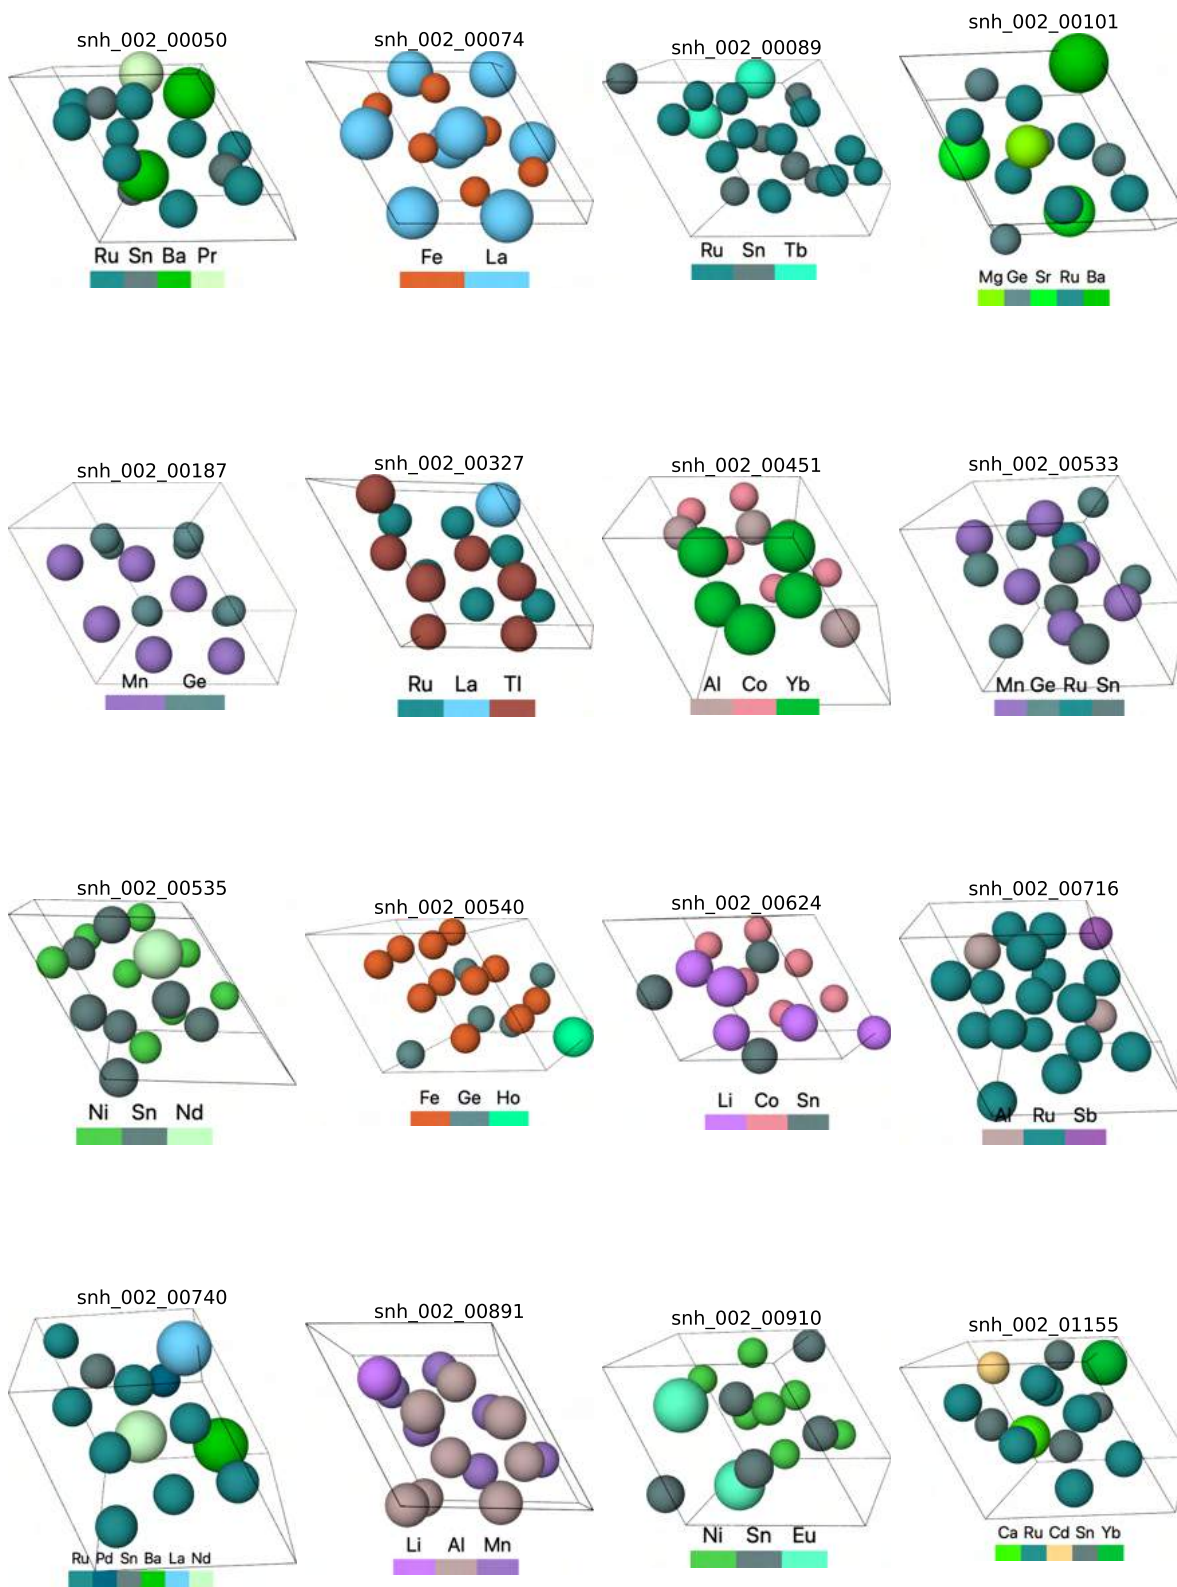 snh_002_00050
snh_002_00074
snh_002_00089
snh_002_00101
Ru Sn Ba Pr
Fe La
Ru Sn Tb
Mg Ge Sr Ru Ba
snh_002_00187
snh_002_00327
snh_002_00451
snh_002_00533
Mn Ge
Ru La Tl
Al Co Yb
Mn Ge Ru Sn
snh_002_00535
snh_002_00540
snh_002_00624
snh_002_00716
Ni Sn Nd
Fe Ge Ho
Li Co Sn
Al Ru Sb
snh_002_00740
snh_002_00891
snh_002_00910
snh_002_01155
Ru Pd Sn Ba La Nd
Li Al Mn
Ni Sn Eu
Ca Ru Cd Sn Yb